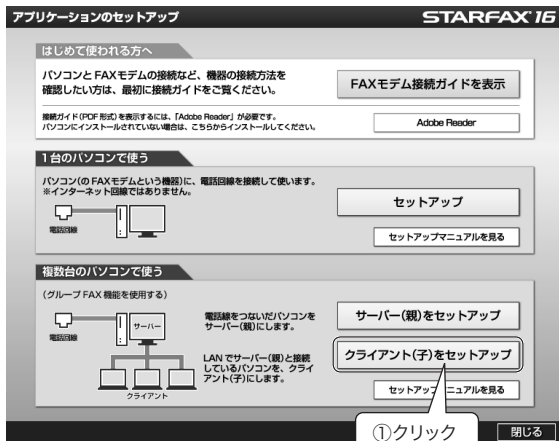 アプリケーションのセットアップ
STARFAX 16
はじめて使われる方へ
パソコンとFAXモデムの接続など、機器の接続方法を
確認したい方は、最初に接続ガイドをご覧ください。
FAXモデム接続ガイドを表示
接続ガイド(PDF形式)を表示するには、「Adobe Reader」が必要です。
パソコンにインストールされていない場合は、こちらからインストールしてください。
Adobe Reader
1台のパソコンで使う
パソコン(のFAXモデムという機器)に、電話回線を接続して使います。
※インターネット回線ではありません。
電話回線
セットアップ
セットアップマニュアルを見る
複数台のパソコンで使う
(グループFAX機能を使用する)
電話回線
サーバー
クライアント
電話線をつないだパソコンを
サーバー(親)にします。
LANでサーバー(親)と接続
しているパソコンを、クライ
アント(子)にします。
サーバー(親)をセットアップ
クライアント(子)をセットアップ
セットアップマニュアルを見る
①クリック
閉じる